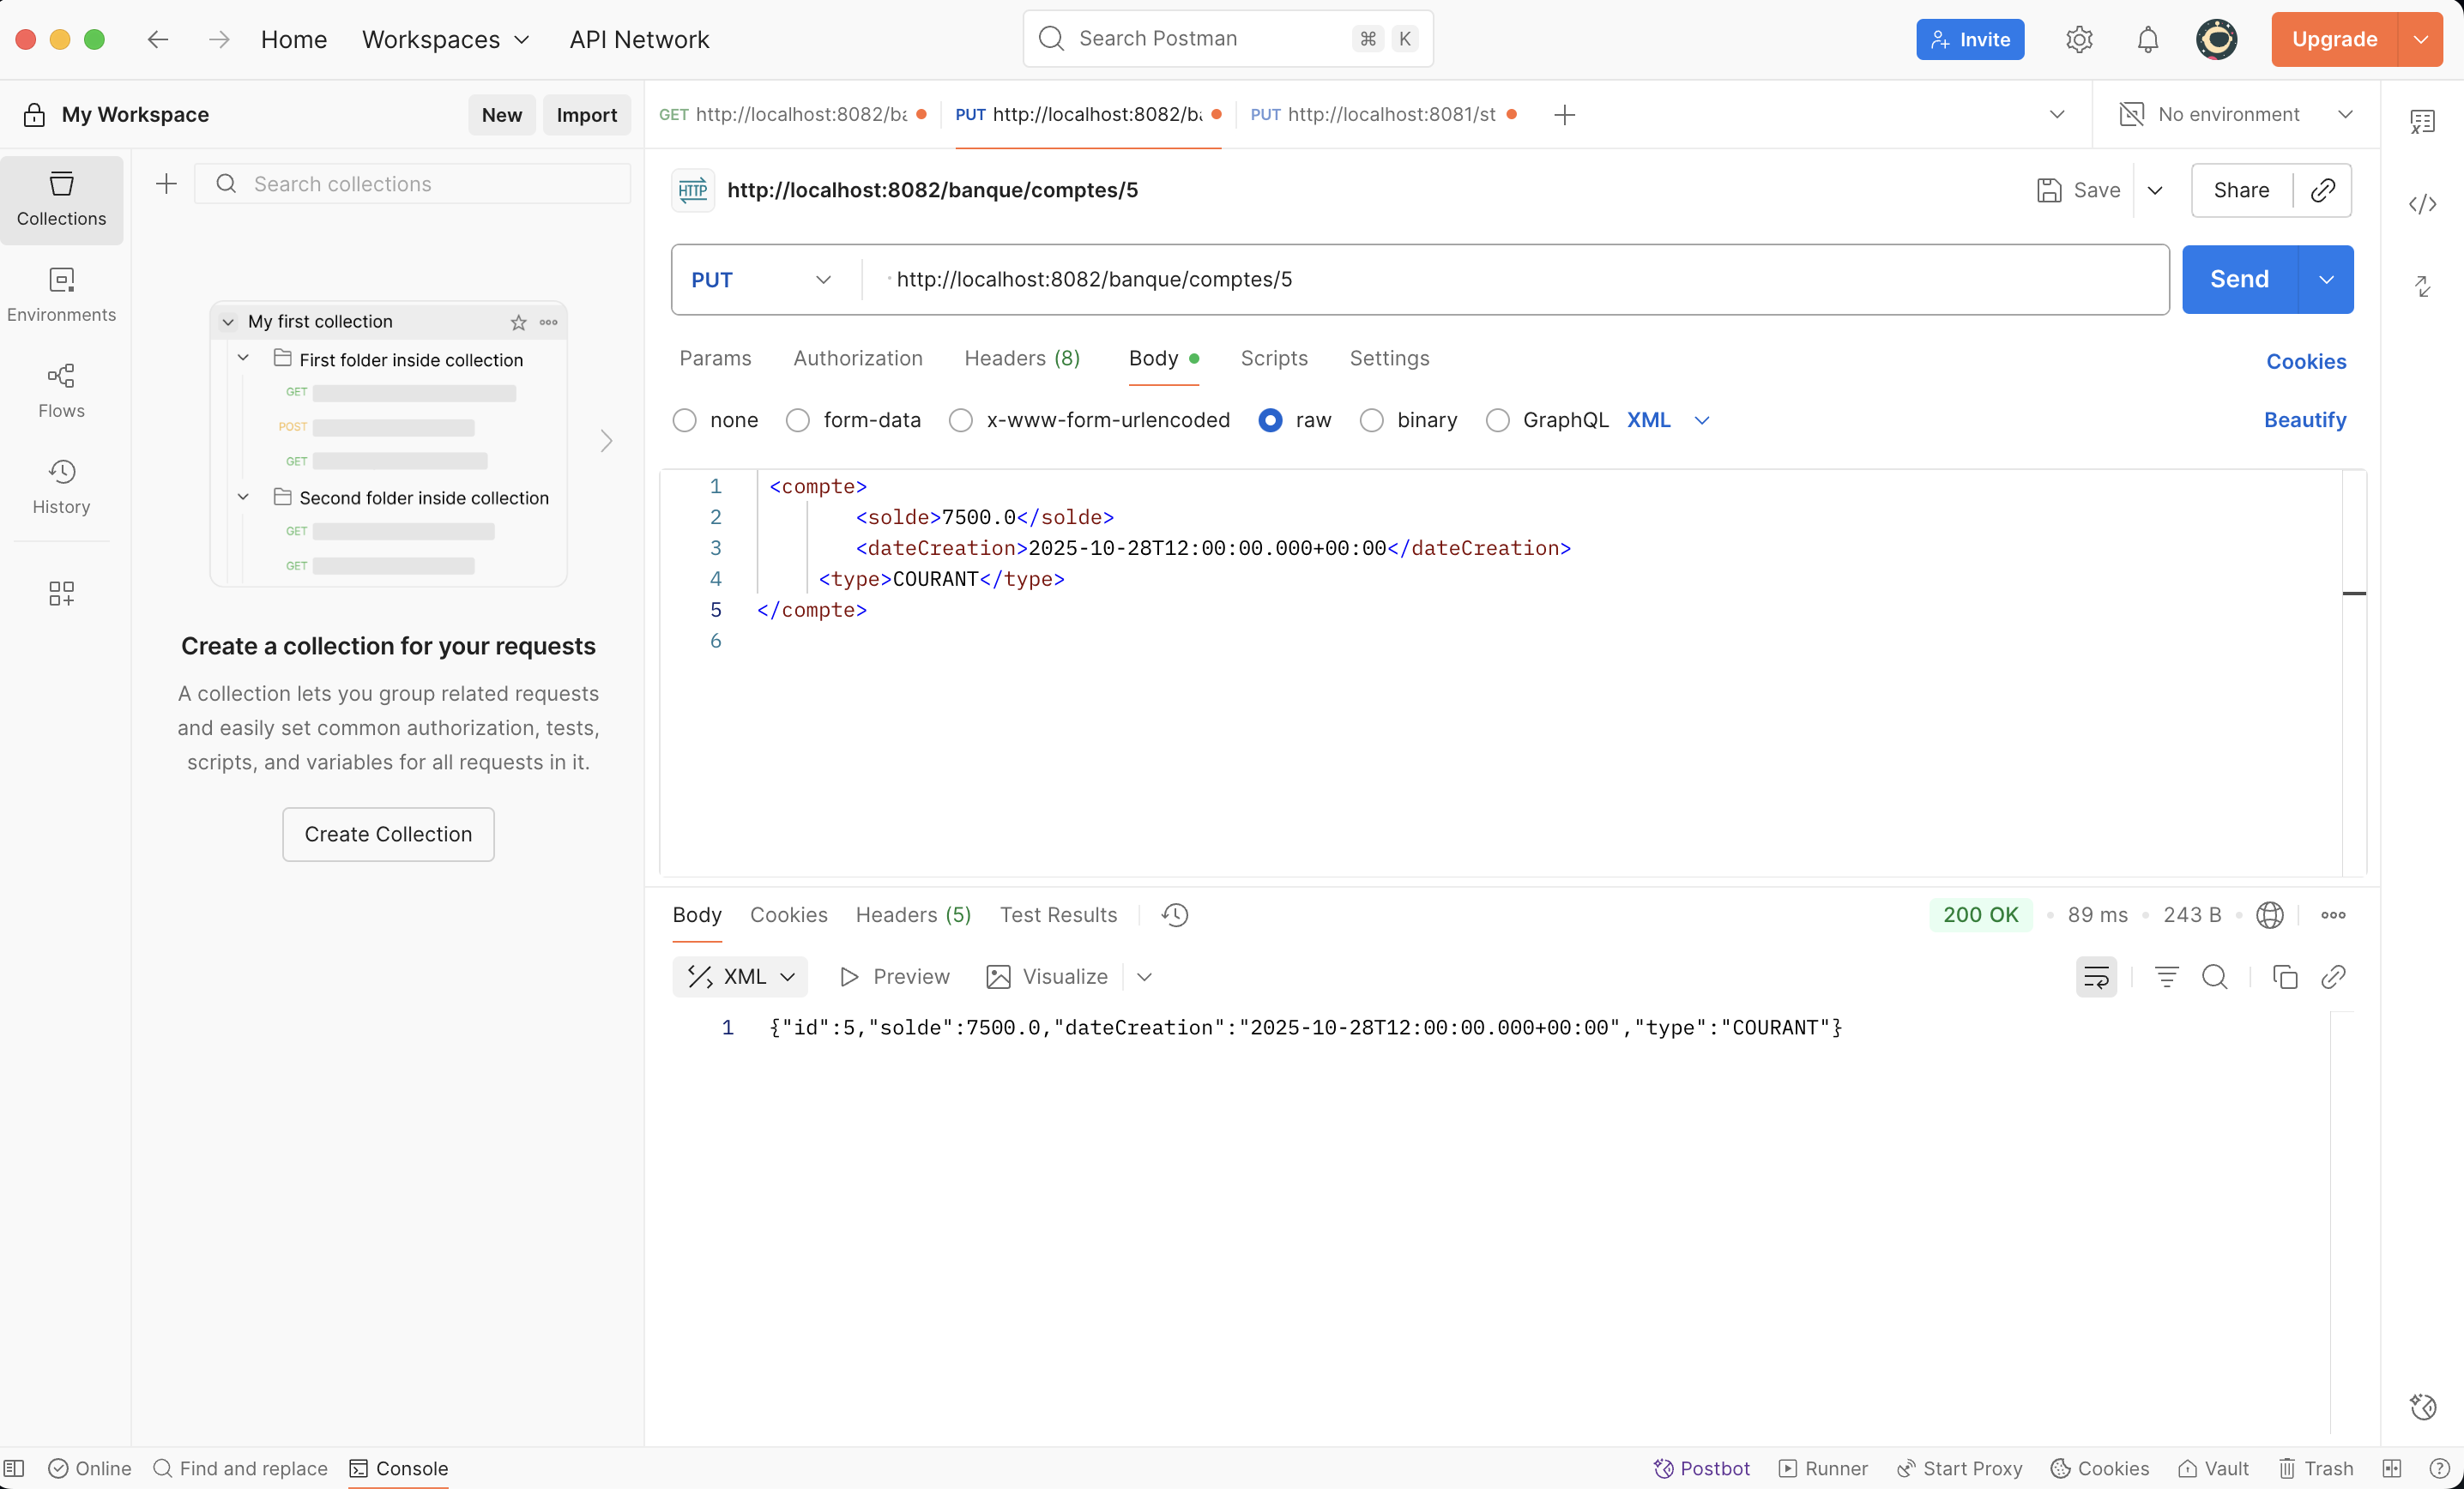 Home
Workspaces
API Network
Search Postman
⌘ K
Invite
Upgrade
My Workspace
New
Import
GET http://localhost:8082/ba
PUT http://localhost:8082/ba
PUT http://localhost:8081/st
No environment
Collections
Environments
Flows
History
Search collections
My first collection
First folder inside collection
GET
POST
GET
Second folder inside collection
GET
GET
Create a collection for your requests
A collection lets you group related requests
and easily set common authorization, tests,
scripts, and variables for all requests in it.
Create Collection
HTTP http://localhost:8082/banque/comptes/5
Save
Share
PUT
http://localhost:8082/banque/comptes/5
Send
Params Authorization Headers (8) Body Scripts Settings
Cookies
none form-data x-www-form-urlencoded raw binary GraphQL XML
Beautify
1 <compte>
2 <solde>7500.0</solde>
3 <dateCreation>2025-10-28T12:00:00.000+00:00</dateCreation>
4 <type>COURANT</type>
5 </compte>
6
Body Cookies Headers (5) Test Results
200 OK • 89 ms • 243 B
XML Preview Visualize
1 {"id":5,"solde":7500.0,"dateCreation":"2025-10-28T12:00:00.000+00:00","type":"COURANT"}
Online Find and replace Console
Postbot Runner Start Proxy Cookies Vault Trash